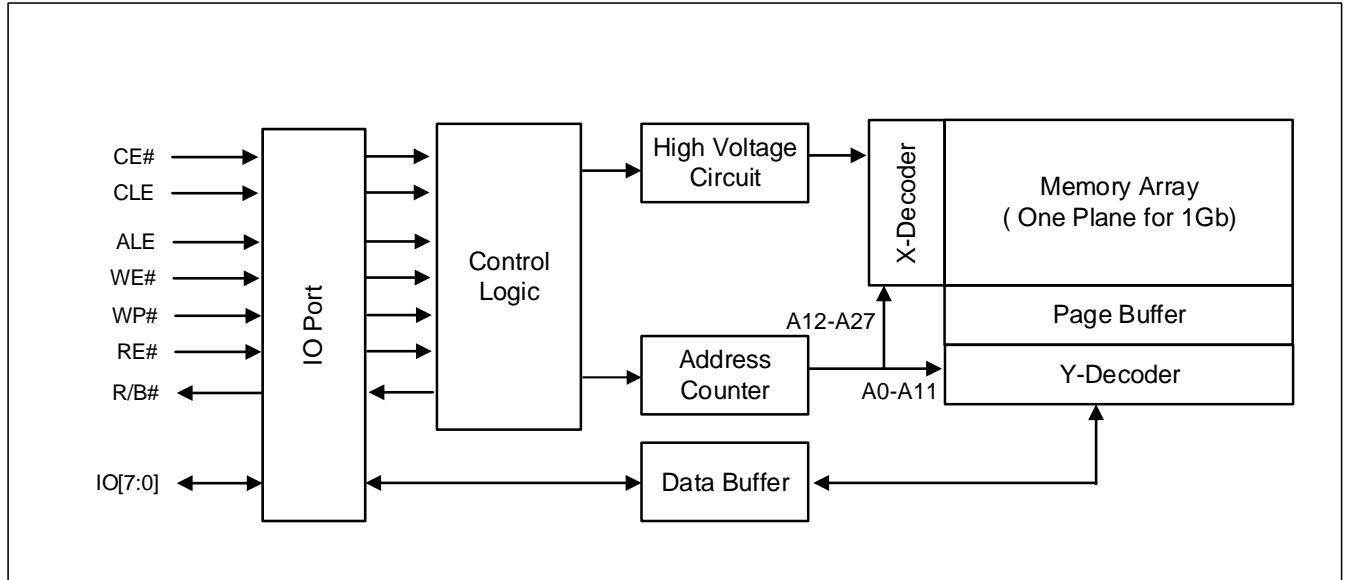 CE#
CLE
ALE
WE#
WP#
RE#
R/B#
IO[7:0]
IO Port
Control
Logic
High Voltage
Circuit
Address
Counter
Data Buffer
A12-A27
A0-A11
X-Decoder
Memory Array
( One Plane for 1Gb)
Page Buffer
Y-Decoder